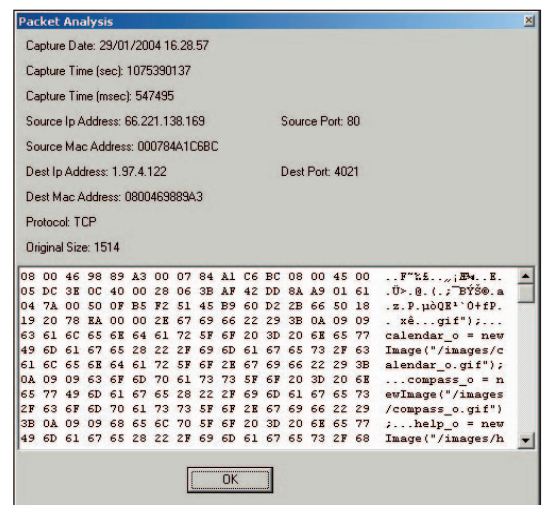 Packet Analysis
Capture Date: 29/01/2004 16.28.57
Capture Time (sec): 1075390137
Capture Time (msec): 547495
Source Ip Address: 66.221.138.169 Source Port: 80
Source Mac Address: 000784A1C6BC
Dest Ip Address: 1.97.4.122 Dest Port: 4021
Dest Mac Address: 0800469889A3
Protocol: TCP
Original Size: 1514
08 00 46 98 89 A3 00 07 84 A1 C6 BC 08 00 45 00
05 DC 3E 0C 40 00 28 06 3B AF 42 DD 8A A9 01 61 .Ü>.@.(.;¯BÝŠ©.a
04 7A 00 50 0F B5 F2 51 45 B9 60 D2 2B 66 50 18 .z.P.µòQE¹`Ò+fP.
19 20 78 EA 00 00 2E 67 69 66 22 29 3B 0A 09 09 . xê...gif");...
63 61 6C 65 6E 64 61 72 5F 6F 20 3D 20 6E 65 77 calendar_o = new
49 6D 61 67 65 28 22 2F 69 6D 61 67 65 73 2F 63 Image("/images/c
61 6C 65 6E 64 61 72 5F 6F 2E 67 69 66 22 29 3B alendar_o.gif");
0A 09 09 63 6F 6D 70 61 73 73 5F 6F 20 3D 20 6E ...compass_o = n
65 77 49 6D 61 67 65 28 22 2F 69 6D 61 67 65 73 ewImage("/images
2F 63 6F 6D 70 61 73 73 5F 6F 2E 67 69 66 22 29 /compass_o.gif")
3B 0A 09 09 68 65 6C 70 5F 6F 20 3D 20 6E 65 77 ;...help_o = new
49 6D 61 67 65 28 22 2F 69 6D 61 67 65 73 2F 68 Image("/images/h
OK